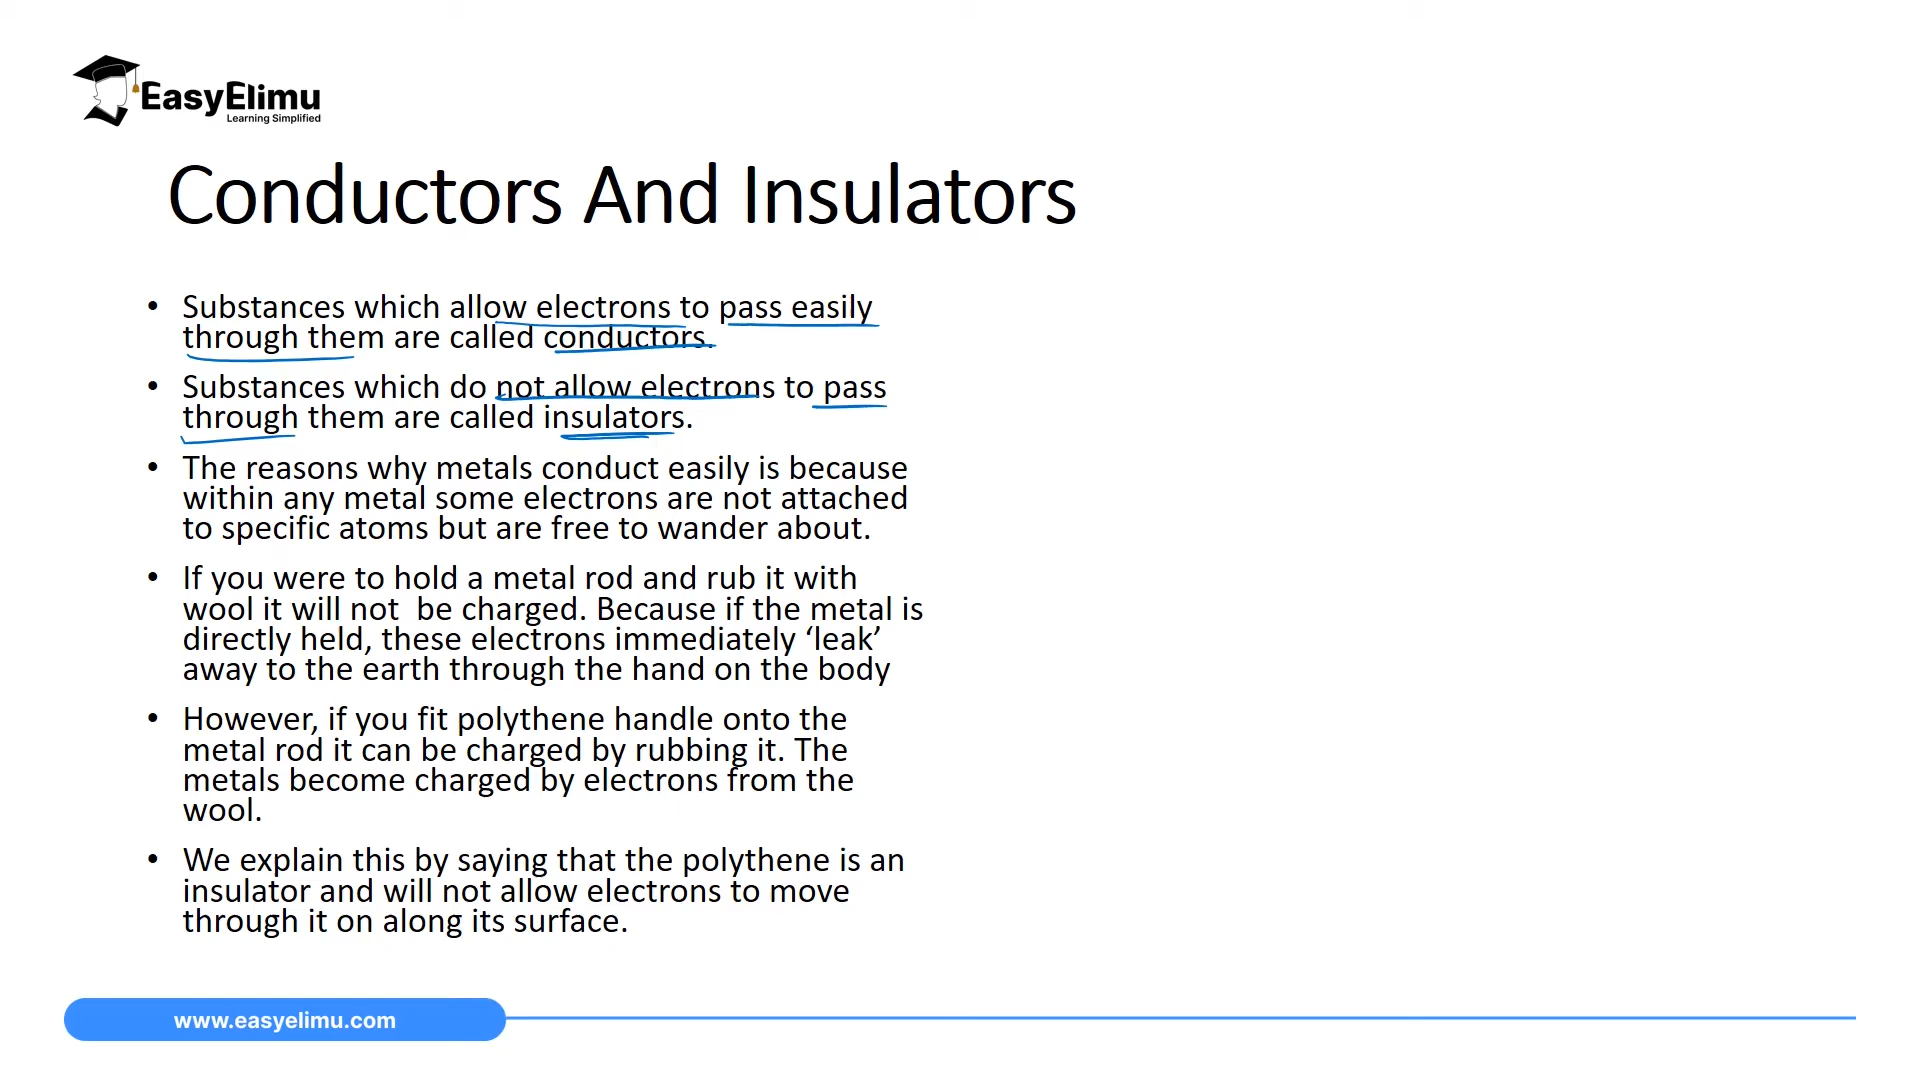 EasyElimu
Learning Simplified
Conductors And Insulators
• Substances which allow electrons to pass easily
through them are called conductors.
• Substances which do not allow electrons to pass
through them are called insulators.
• The reasons why metals conduct easily is because
within any metal some electrons are not attached
to specific atoms but are free to wander about.
• If you were to hold a metal rod and rub it with
wool it will not  be charged. Because if the metal is
directly held, these electrons immediately ‘leak’
away to the earth through the hand on the body
• However, if you fit polythene handle onto the
metal rod it can be charged by rubbing it. The
metals become charged by electrons from the
wool.
• We explain this by saying that the polythene is an
insulator and will not allow electrons to move
through it on along its surface.
www.easyelimu.com